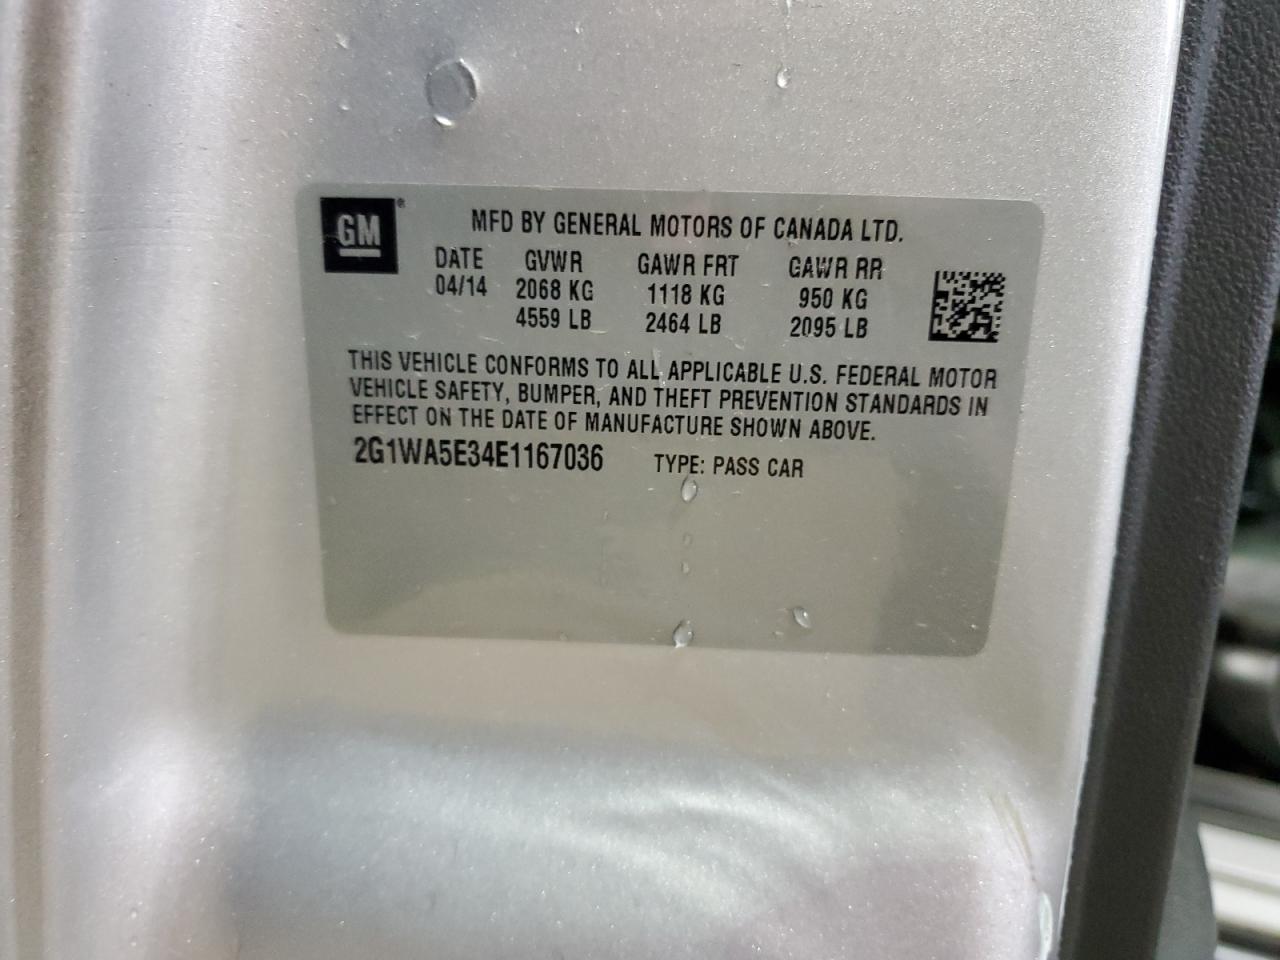 GM®
MFD BY GENERAL MOTORS OF CANADA LTD.
DATE GVWR GAWR FRT GAWR RR
04/14 2068 KG 1118 KG 950 KG
4559 LB 2464 LB 2095 LB
THIS VEHICLE CONFORMS TO ALL APPLICABLE U.S. FEDERAL MOTOR
VEHICLE SAFETY, BUMPER, AND THEFT PREVENTION STANDARDS IN
EFFECT ON THE DATE OF MANUFACTURE SHOWN ABOVE.
2G1WA5E34E1167036 TYPE: PASS CAR